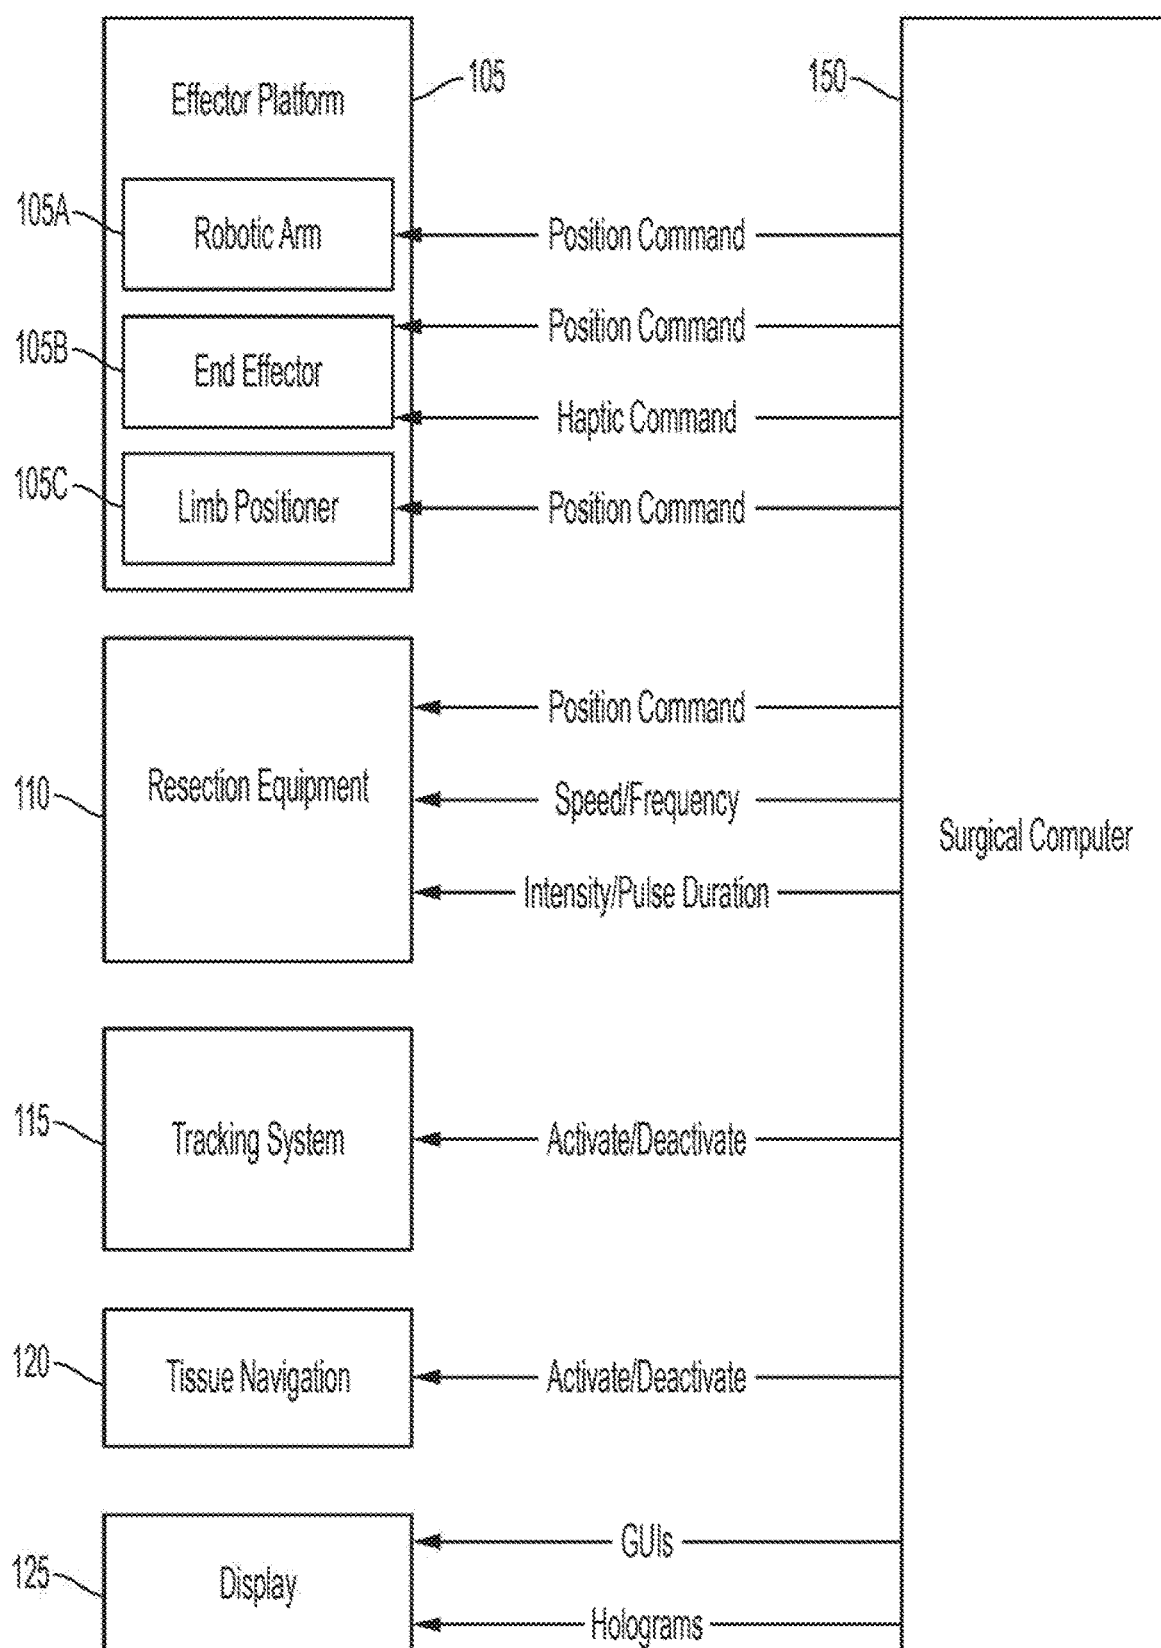 Effector Platform
105
150
105A
Robotic Arm
Position Command
Position Command
105B
End Effector
Haptic Command
105C
Limb Positioner
Position Command
Position Command
110
Resection Equipment
Speed/Frequency
Surgical Computer
Intensity/Pulse Duration
115
Tracking System
Activate/Deactivate
120
Tissue Navigation
Activate/Deactivate
GUIs
125
Display
Holograms